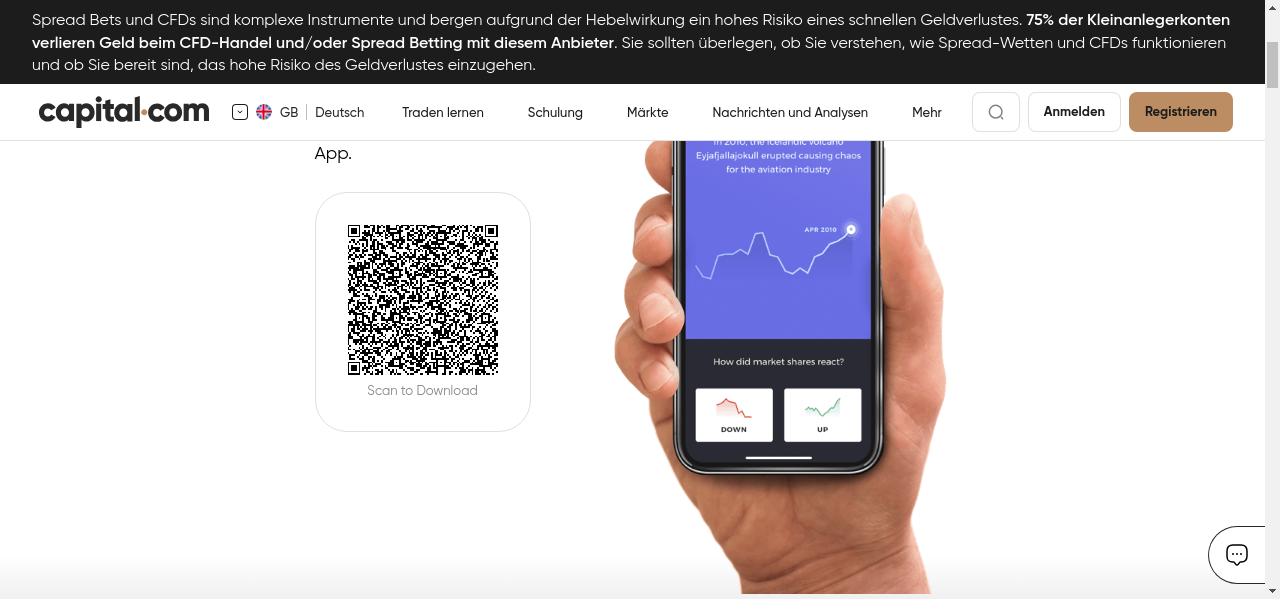 Spread Bets und CFDs sind komplexe Instrumente und bergen aufgrund der Hebelwirkung ein hohes Risiko eines schnellen Geldverlustes. 75% der Kleinanlegerkonten
verlieren Geld beim CFD-Handel und/oder Spread Betting mit diesem Anbieter. Sie sollten überlegen, ob Sie verstehen, wie Spread-Wetten und CFDs funktionieren
und ob Sie bereit sind, das hohe Risiko des Geldverlustes einzugehen.
capital.com GB Deutsch Traden lernen Schulung Märkte Nachrichten und Analysen Mehr Anmelden Registrieren
App.
In 2010, the Icelandic volcano
Eyjafjallajokull erupted causing chaos
for the aviation industry
APR 2010
How did market shares react?
DOWN UP
Scan to Download